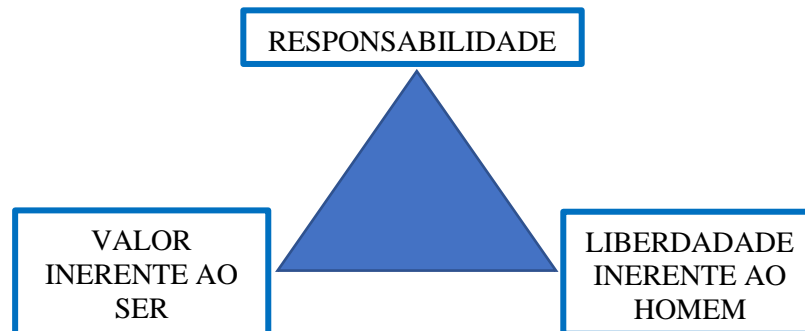 RESPONSABILIDADE
VALOR
INERENTE AO
SER
LIBERDADADE
INERENTE AO
HOMEM